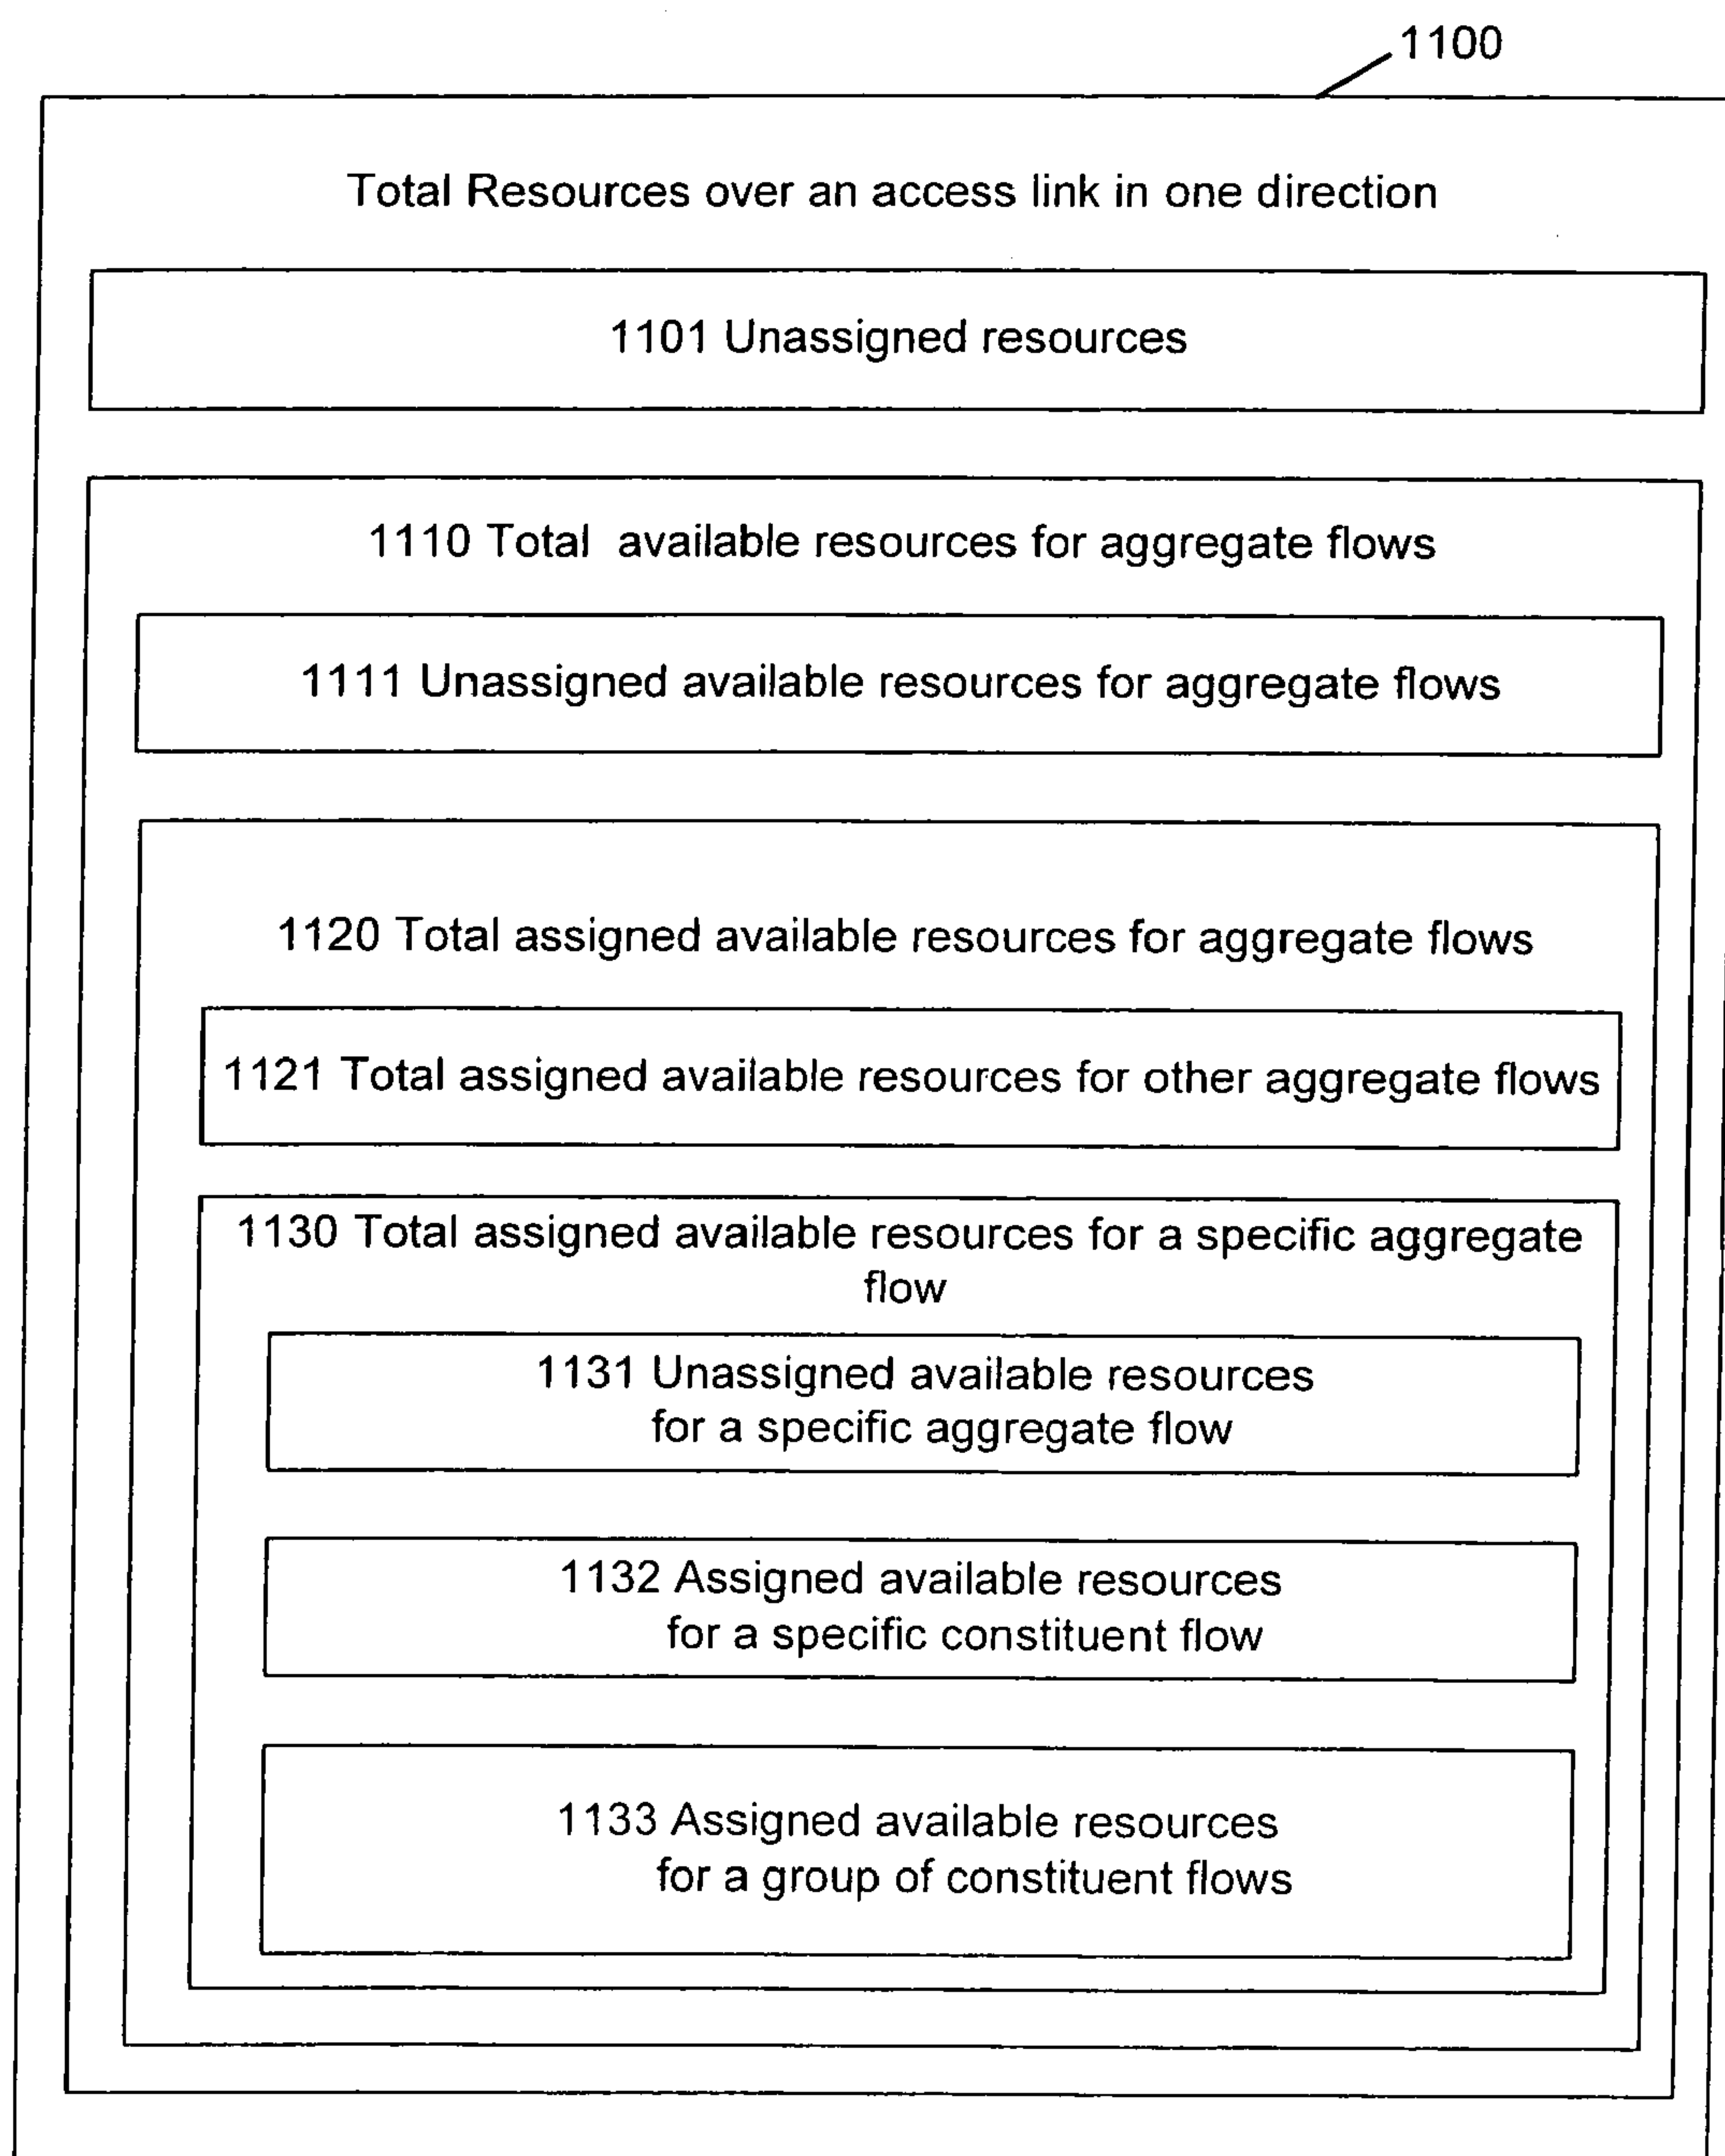 1100
Total Resources over an access link in one direction
1101 Unassigned resources
1110 Total available resources for aggregate flows
1111 Unassigned available resources for aggregate flows
1120 Total assigned available resources for aggregate flows
1121 Total assigned available resources for other aggregate flows
1130 Total assigned available resources for a specific aggregate
flow
1131 Unassigned available resources
for a specific aggregate flow
1132 Assigned available resources
for a specific constituent flow
1133 Assigned available resources
for a group of constituent flows